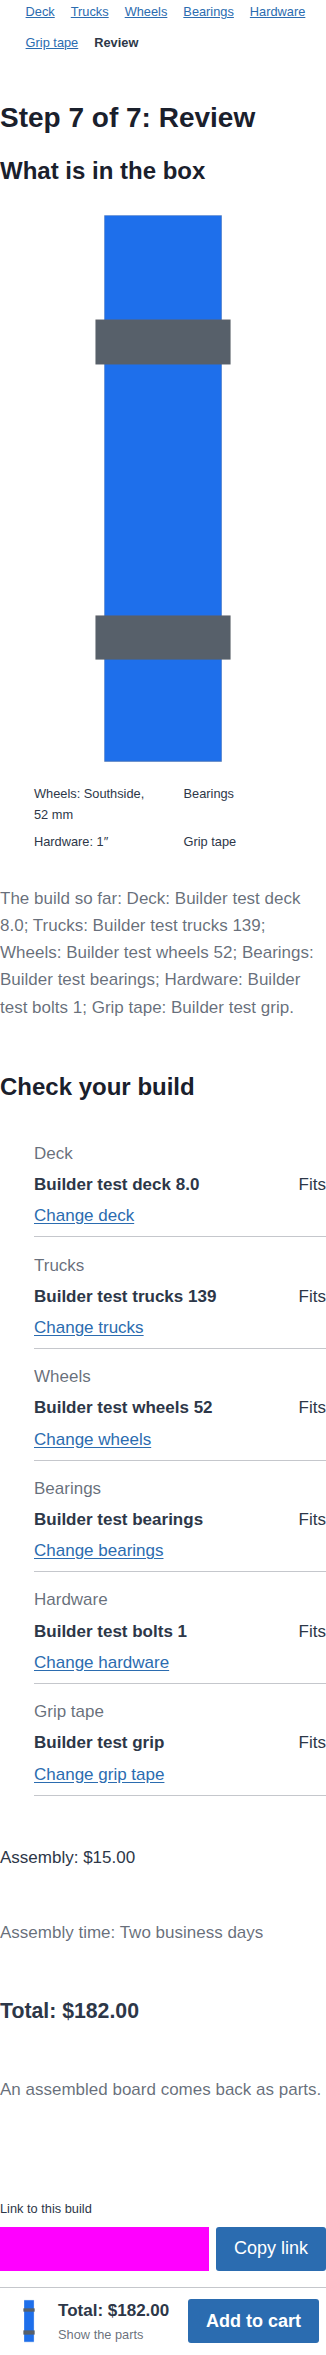 Deck Trucks Wheels Bearings Hardware
Grip tape Review
Step 7 of 7: Review
What is in the box
Wheels: Southside, 52 mm
Bearings
Hardware: 1″
Grip tape
The build so far: Deck: Builder test deck
8.0; Trucks: Builder test trucks 139;
Wheels: Builder test wheels 52; Bearings:
Builder test bearings; Hardware: Builder
test bolts 1; Grip tape: Builder test grip.
Check your build
Deck
Builder test deck 8.0 Fits
Change deck
Trucks
Builder test trucks 139 Fits
Change trucks
Wheels
Builder test wheels 52 Fits
Change wheels
Bearings
Builder test bearings Fits
Change bearings
Hardware
Builder test bolts 1 Fits
Change hardware
Grip tape
Builder test grip Fits
Change grip tape
Assembly: $15.00
Assembly time: Two business days
Total: $182.00
An assembled board comes back as parts.
Link to this build
Copy link
Total: $182.00
Show the parts
Add to cart